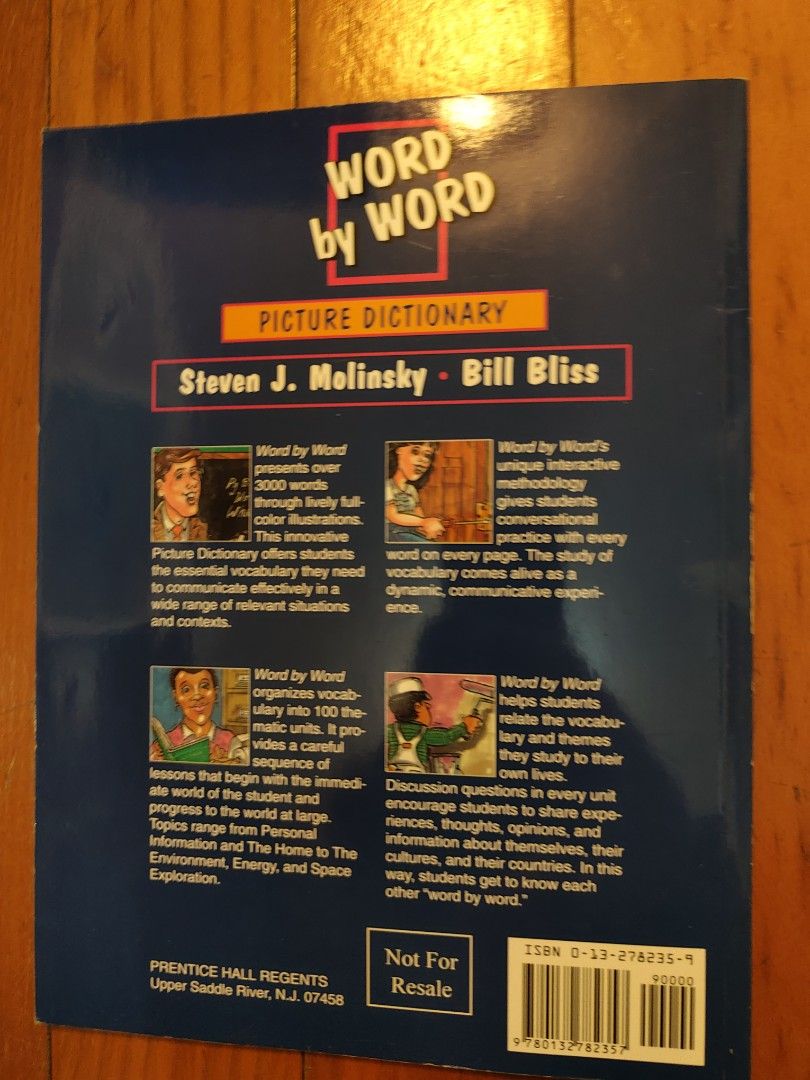 WORD
by WORD
PICTURE DICTIONARY
Steven J. Molinsky • Bill Bliss
Word by Word
presents over
3000 words
through lively full-
color illustrations.
This innovative
Picture Dictionary offers students
the essential vocabulary they need
to communicate effectively in a
wide range of relevant situations
and contexts.
Word by Word's
unique interactive
methodology
gives students
conversational
practice with every
word on every page. The study of
vocabulary comes alive as a
dynamic, communicative experi-
ence.
Word by Word
organizes vocab-
ulary into 100 the-
matic units. It pro-
vides a careful
sequence of
lessons that begin with the immedi-
ate world of the student and
progress to the world at large.
Topics range from Personal
Information and The Home to The
Environment, Energy, and Space
Exploration.
Word by Word
helps students
relate the vocabu-
lary and themes
they study to their
own lives.
Discussion questions in every unit
encourage students to share expe-
riences, thoughts, opinions, and
information about themselves, their
cultures, and their countries. In this
way, students get to know each
other "word by word."
PRENTICE HALL REGENTS
Upper Saddle River, N.J. 07458
Not For
Resale
ISBN 0-13-278235-9
90000
9 780132 782357